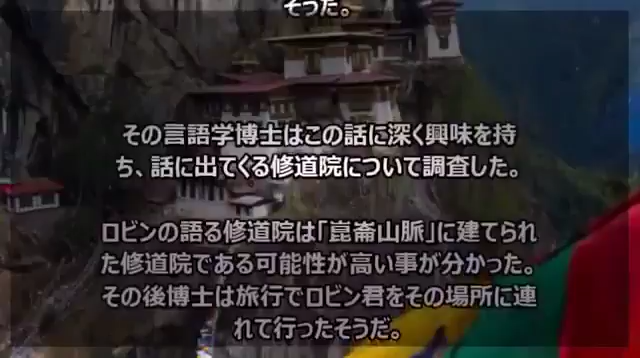 そうだ。
その言語学博士はこの話に深く興味を持
ち、話に出てくる修道院について調査した。
ロビンの語る修道院は「崑崙山脈」に建てられ
た修道院である可能性が高い事が分かった。
その後博士は旅行でロビン君をその場所に連
れて行ったそうだ。